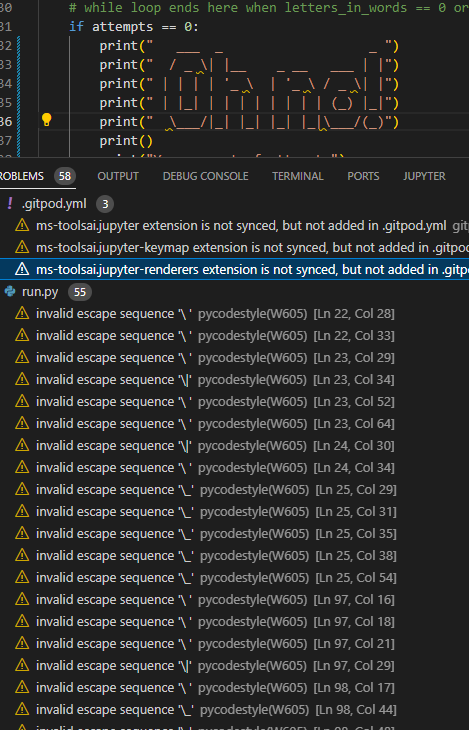 30 # while loop ends here when letters_in_words == 0 or
31 if attempts == 0:
32 print("   ___  _                 _ ")
33 print("  / _ \| |__    _ __   ___ | |")
34 print(" | | | | '_ \  | '_ \ / _ \| |")
35 print(" | |_| | | | | | | | | (_) |_|")
36 print("  \___/|_| |_| |_| |_|\___/(_)")
37 print()
PROBLEMS 58 OUTPUT DEBUG CONSOLE TERMINAL PORTS JUPYTER
! .gitpod.yml 3
ms-toolsai.jupyter extension is not synced, but not added in .gitpod.yml
ms-toolsai.jupyter-keymap extension is not synced, but not added in .gitpod
ms-toolsai.jupyter-renderers extension is not synced, but not added in .gitpo
run.py 55
invalid escape sequence '\ ' pycodestyle(W605) [Ln 22, Col 28]
invalid escape sequence '\ ' pycodestyle(W605) [Ln 22, Col 33]
invalid escape sequence '\ ' pycodestyle(W605) [Ln 23, Col 29]
invalid escape sequence '\|' pycodestyle(W605) [Ln 23, Col 34]
invalid escape sequence '\ ' pycodestyle(W605) [Ln 23, Col 52]
invalid escape sequence '\ ' pycodestyle(W605) [Ln 23, Col 64]
invalid escape sequence '\|' pycodestyle(W605) [Ln 24, Col 30]
invalid escape sequence '\ ' pycodestyle(W605) [Ln 24, Col 34]
invalid escape sequence '\_' pycodestyle(W605) [Ln 25, Col 29]
invalid escape sequence '\_' pycodestyle(W605) [Ln 25, Col 31]
invalid escape sequence '\_' pycodestyle(W605) [Ln 25, Col 35]
invalid escape sequence '\_' pycodestyle(W605) [Ln 25, Col 38]
invalid escape sequence '\_' pycodestyle(W605) [Ln 25, Col 54]
invalid escape sequence '\ ' pycodestyle(W605) [Ln 97, Col 16]
invalid escape sequence '\ ' pycodestyle(W605) [Ln 97, Col 18]
invalid escape sequence '\ ' pycodestyle(W605) [Ln 97, Col 21]
invalid escape sequence '\|' pycodestyle(W605) [Ln 97, Col 29]
invalid escape sequence '\ ' pycodestyle(W605) [Ln 98, Col 17]
invalid escape sequence '\_' pycodestyle(W605) [Ln 98, Col 44]